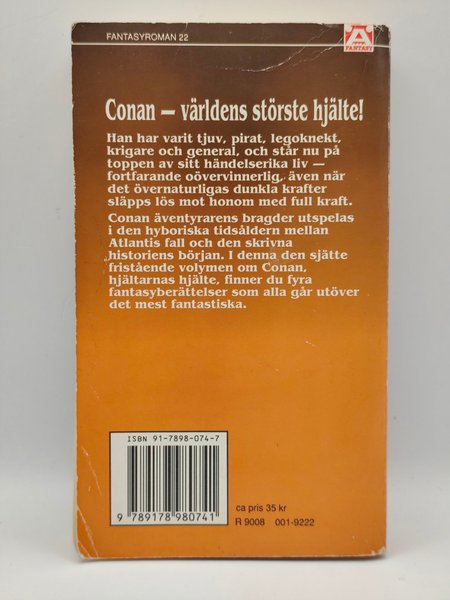 FANTASYROMAN 22
FANTASY
Conan — världens störste hjälte!
Han har varit tjuv, pirat, legoknekt,
krigare och general, och står nu på
toppen av sitt händelserika liv —
fortfarande oövervinnerlig, även när
det övernaturligas dunkla krafter
släpps lös mot honom med full kraft.
Conan äventyrarens bragder utspelas
i den hyboriska tidsåldern mellan
Atlantis fall och den skrivna
historiens början. I denna den sjätte
fristående volymen om Conan,
hjältarnas hjälte, finner du fyra
fantasyberättelser som alla går utöver
det mest fantastiska.
ISBN 91-7898-074-7
9 789178 980741
ca pris 35 kr
R 9008 001-9222